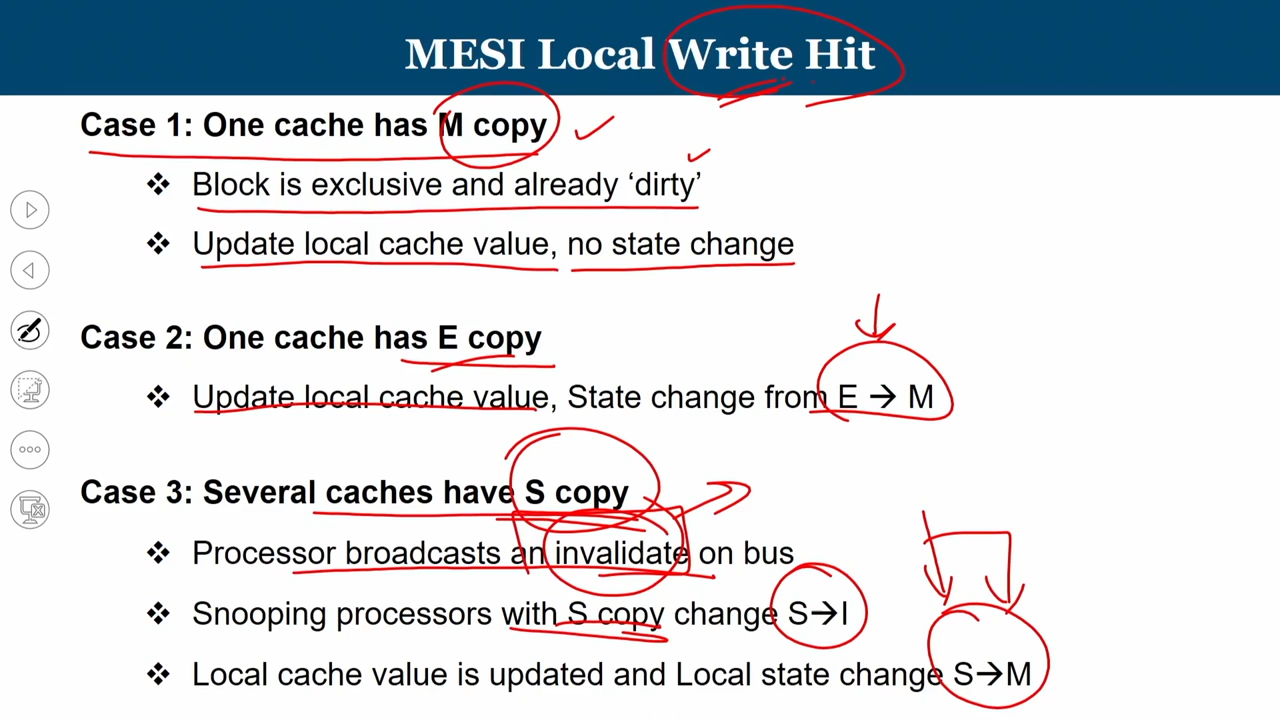 MESI Local Write Hit
Case 1: One cache has M copy
❖ Block is exclusive and already ‘dirty’
❖ Update local cache value, no state change
Case 2: One cache has E copy
❖ Update local cache value, State change from E → M
Case 3: Several caches have S copy
❖ Processor broadcasts an invalidate on bus
❖ Snooping processors with S copy change S→I
❖ Local cache value is updated and Local state change S→M